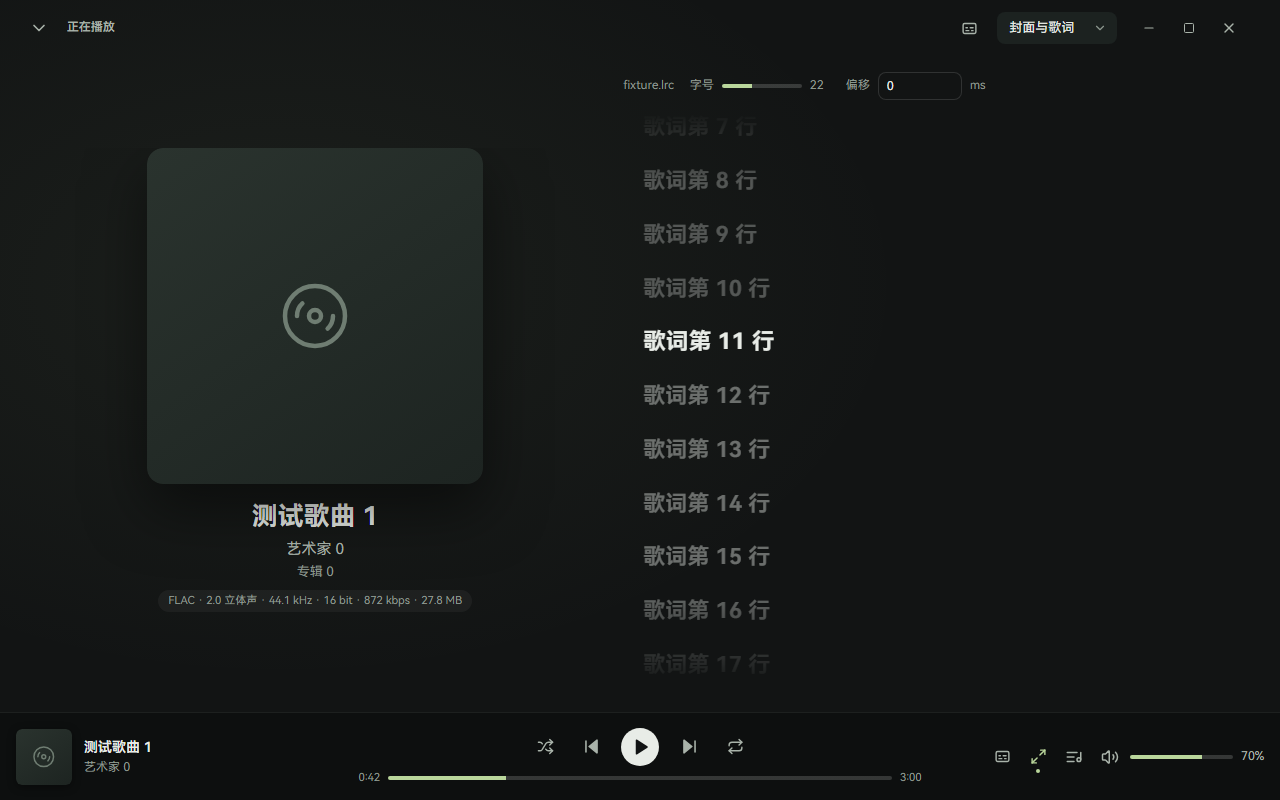 正在播放
封面与歌词
fixture.lrc 字号 22 偏移 0 ms
歌词第 7 行
歌词第 8 行
歌词第 9 行
歌词第 10 行
歌词第 11 行
歌词第 12 行
歌词第 13 行
歌词第 14 行
歌词第 15 行
歌词第 16 行
歌词第 17 行
测试歌曲 1
艺术家 0
专辑 0
FLAC · 2.0 立体声 · 44.1 kHz · 16 bit · 872 kbps · 27.8 MB
测试歌曲 1
艺术家 0
0:42
3:00
70%